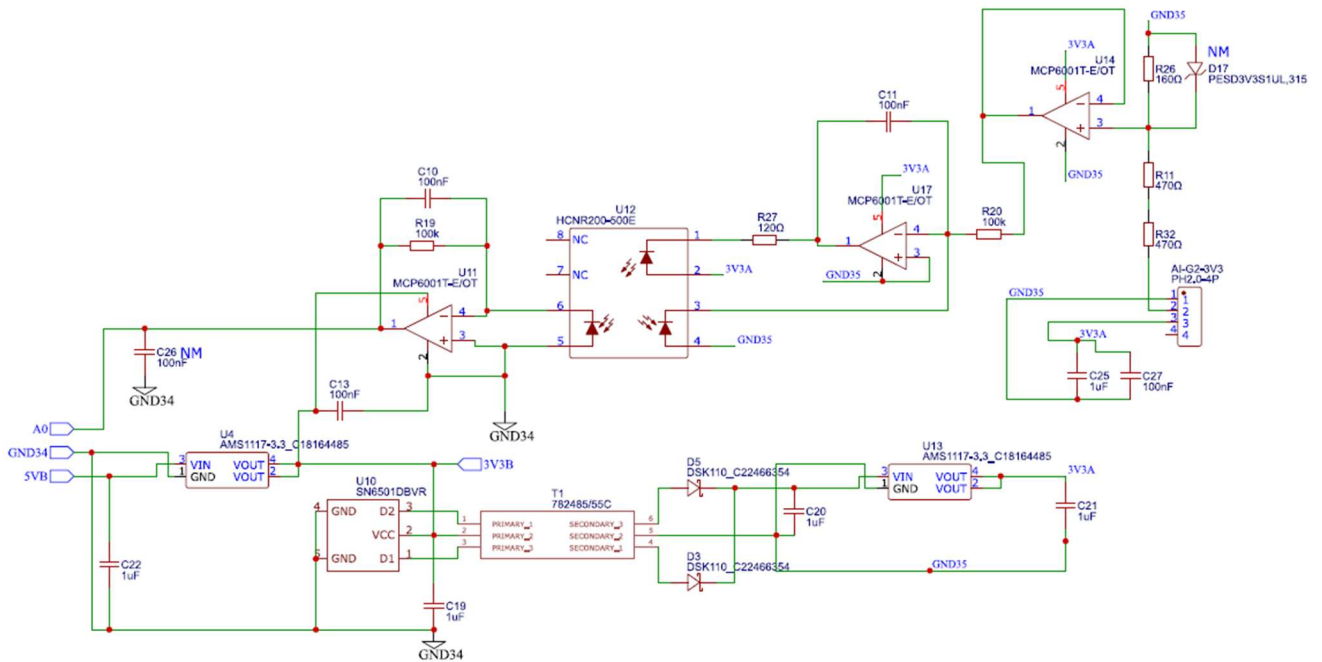 GND35
NM
3V3A
U14
MCP6001T-E/OT
R26
160Ω
D17
PESD3V3S1UL,315
5
4
1
3
2
GND35
C11
100nF
R11
470Ω
C10
100nF
3V3A
U17
MCP6001T-E/OT
R20
100k
R32
470Ω
R19
100k
U12
HCNR200-500E
R27
120Ω
5
4
1
3
2
GND35
8
NC
1
7
NC
2
3V3A
AI-G2-3V3
PH2.0-4P
U11
MCP6001T-E/OT
5
4
1
3
2
6
3
5
4
GND35
GND35
1
1
2
2
3
3
4
4
3V3A
C26
100nF
NM
GND34
C13
100nF
C25
1uF
C27
100nF
A0
GND34
U4
AMS1117-3.3_C18164485
GND34
5VB
3
VIN
VOUT
4
1
GND
VOUT
2
3V3B
U13
AMS1117-3.3_C18164485
3
VIN
VOUT
4
1
GND
VOUT
2
3V3A
U10
SN6501DBVR
4
GND
D2
3
VCC
2
5
GND
D1
1
T1
782485/55C
1
PRIMARY_1
SECONDARY_3
6
2
PRIMARY_2
SECONDARY_2
5
3
PRIMARY_3
SECONDARY_1
4
D5
DSK110_C22466354
D3
DSK110_C22466354
C20
1uF
C21
1uF
GND35
C22
1uF
C19
1uF
GND34